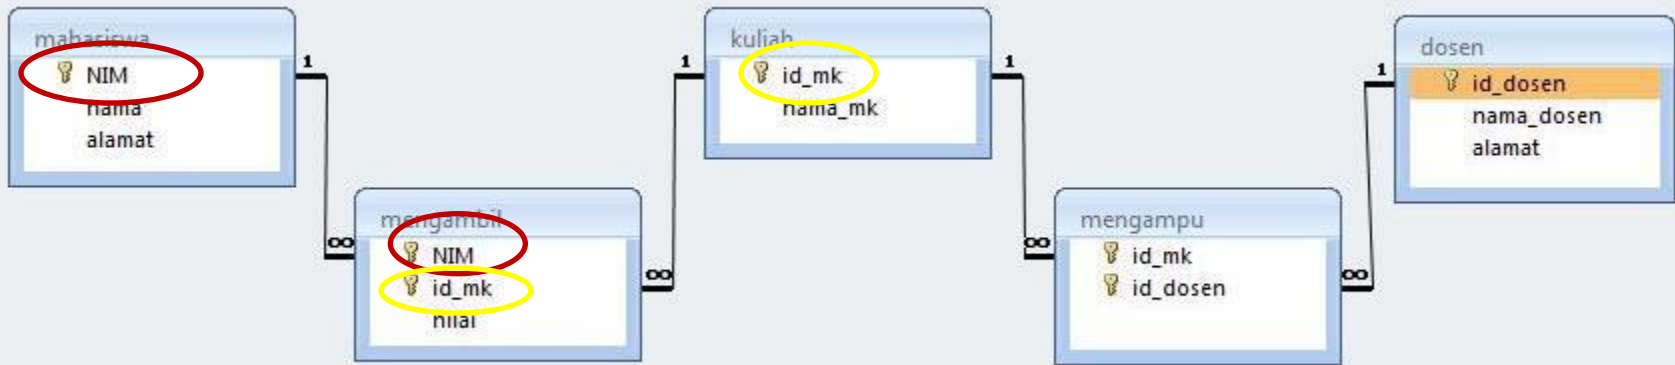 mahasiswa
NIM
nama
alamat
1
∞
mengambil
NIM
id_mk
nilai
∞
1
kuliah
id_mk
nama_mk
1
∞
mengampu
id_mk
id_dosen
∞
1
dosen
id_dosen
nama_dosen
alamat